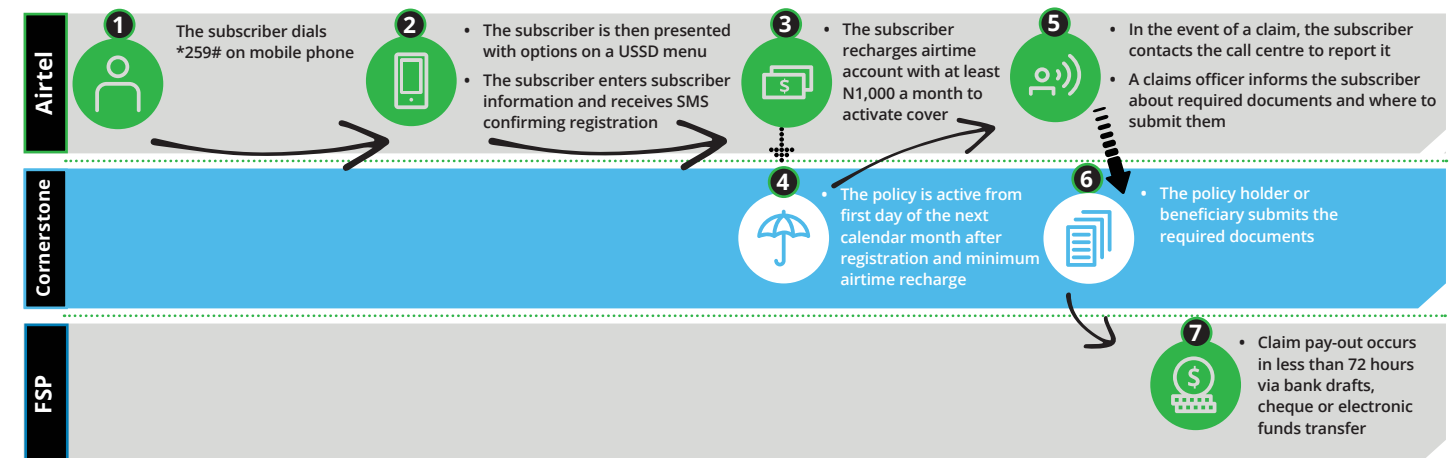 Airtel
1
The subscriber dials
*259# on mobile phone
2
• The subscriber is then presented
with options on a USSD menu
• The subscriber enters subscriber
information and receives SMS
confirming registration
3
$
• The subscriber
recharges airtime
account with at least
N1,000 a month to
activate cover
5
• In the event of a claim, the subscriber
contacts the call centre to report it
• A claims officer informs the subscriber
about required documents and where to
submit them
Cornerstone
4
• The policy is active from
first day of the next
calendar month after
registration and minimum
airtime recharge
6
• The policy holder or
beneficiary submits the
required documents
FSP
7
$
• Claim pay-out occurs
in less than 72 hours
via bank drafts,
cheque or electronic
funds transfer